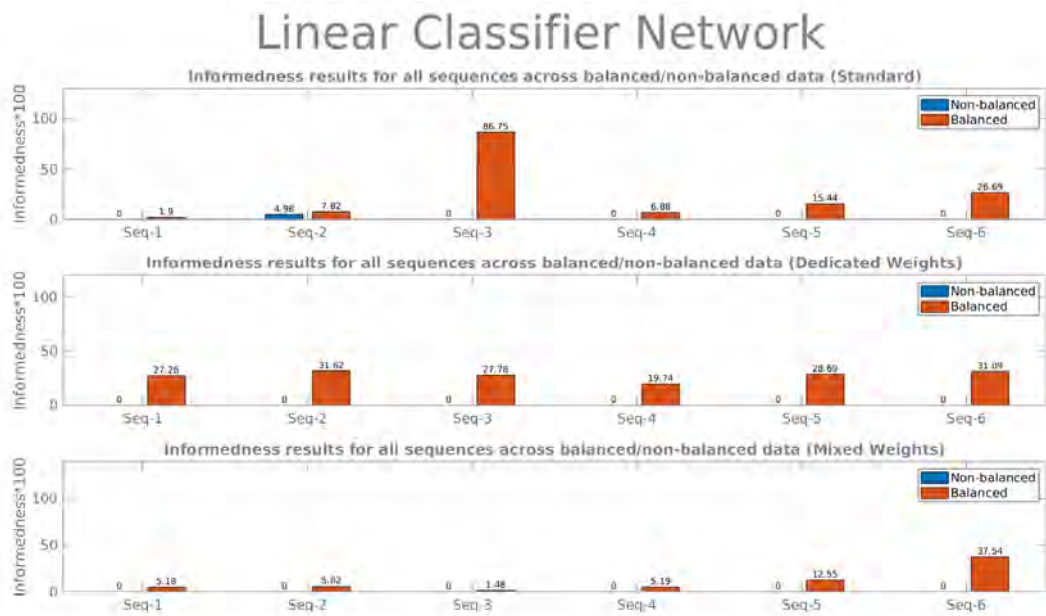 Linear Classifier Network
Informedness results for all sequences across balanced/non-balanced data (Standard)
Informedness*100
100
50
0
Non-balanced
Balanced
0 1.9 4.98 7.82 0 86.75 0 6.88 0 15.44 0 26.69
Seq-1 Seq-2 Seq-3 Seq-4 Seq-5 Seq-6
Informedness results for all sequences across balanced/non-balanced data (Dedicated Weights)
Informedness*100
100
50
0
Non-balanced
Balanced
0 27.26 0 31.62 0 27.78 0 19.74 0 28.69 0 31.09
Seq-1 Seq-2 Seq-3 Seq-4 Seq-5 Seq-6
Informedness results for all sequences across balanced/non-balanced data (Mixed Weights)
Informedness*100
100
50
0
Non-balanced
Balanced
0 5.18 0 5.82 0 1.48 0 5.19 0 12.55 0 37.54
Seq-1 Seq-2 Seq-3 Seq-4 Seq-5 Seq-6